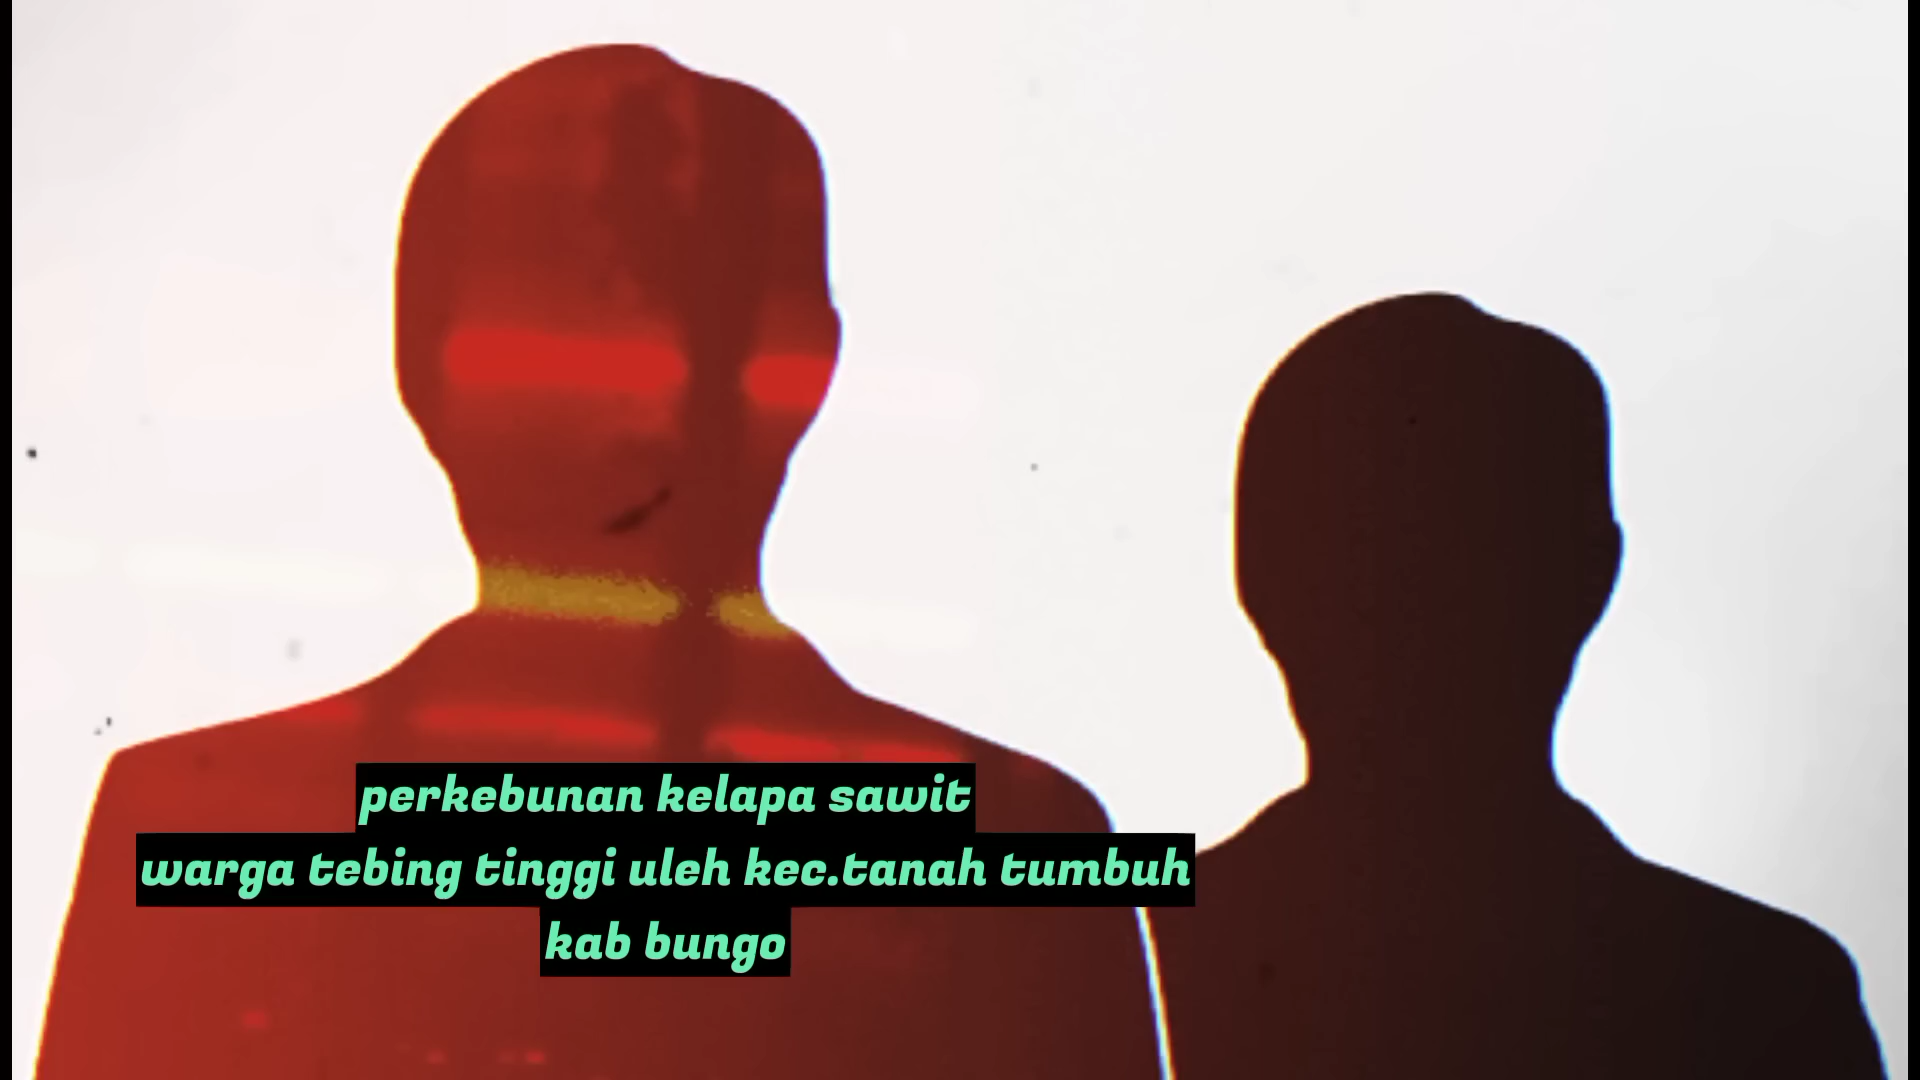 perkebunan kelapa sawit
warga tebing tinggi uleh kec.tanah tumbuh
kab bungo